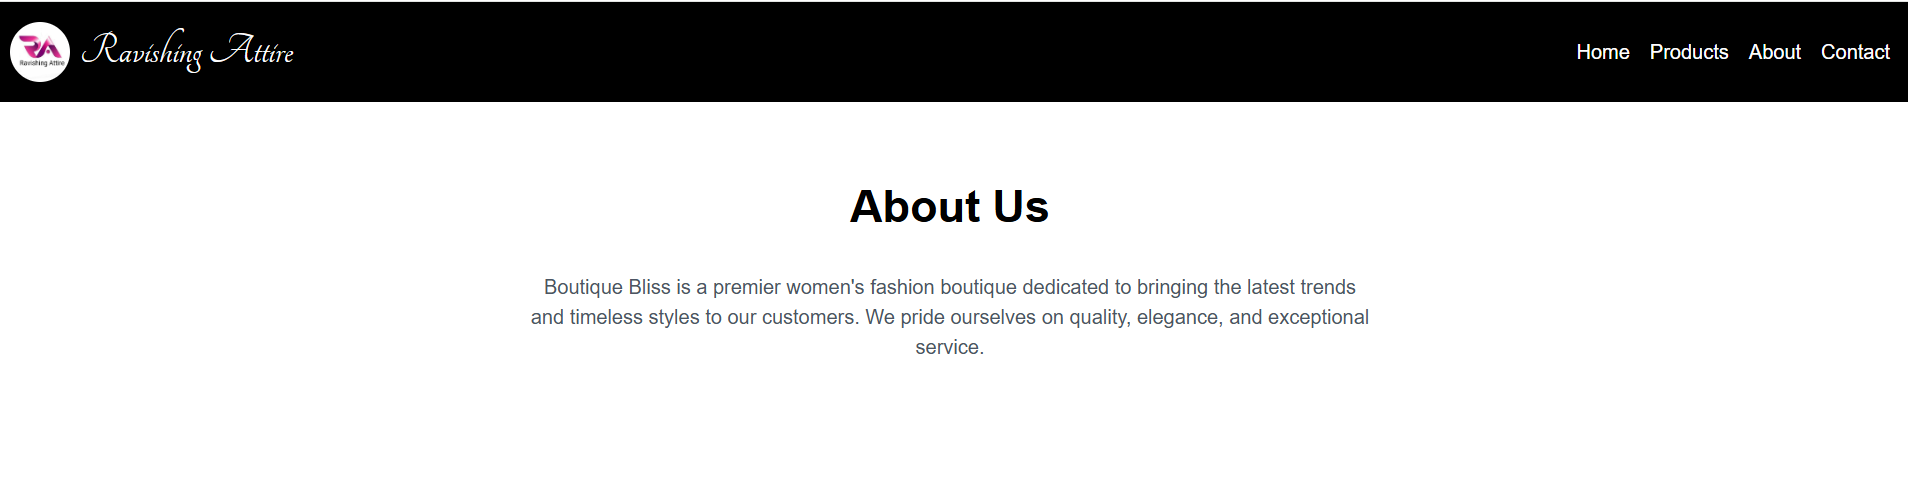 RA
Ravishing Attire
Ravishing Attire
Home Products About Contact
About Us
Boutique Bliss is a premier women's fashion boutique dedicated to bringing the latest trends
and timeless styles to our customers. We pride ourselves on quality, elegance, and exceptional
service.